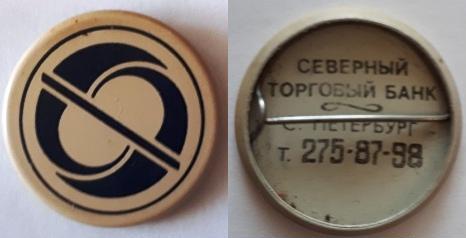 СЕВЕРНЫЙ
ТОРГОВЫЙ БАНК
С. ПЕТЕРБУРГ
Т. 275-87-98